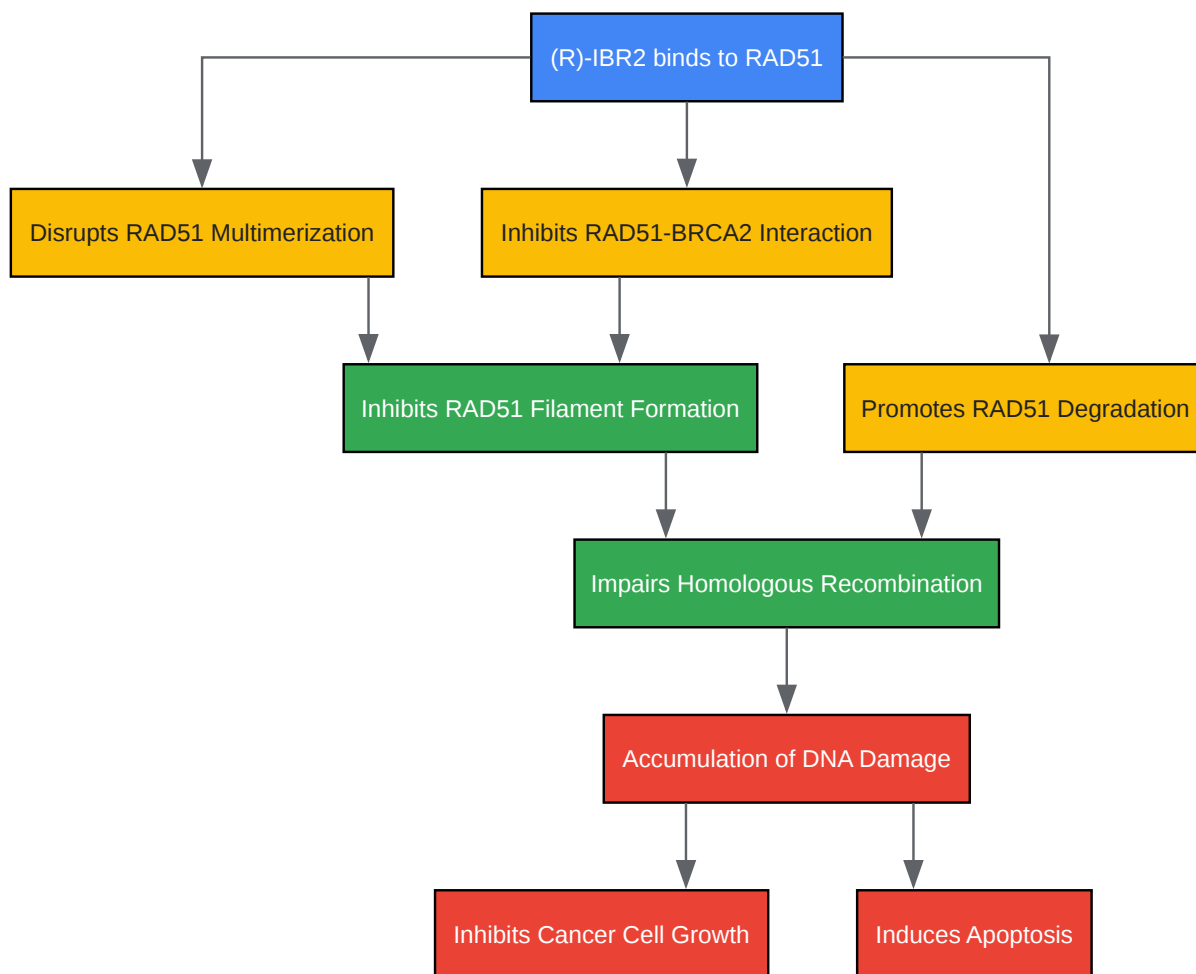 (R)-IBR2 binds to RAD51
Disrupts RAD51 Multimerization
Inhibits RAD51-BRCA2 Interaction
Inhibits RAD51 Filament Formation
Promotes RAD51 Degradation
Impairs Homologous Recombination
Accumulation of DNA Damage
Inhibits Cancer Cell Growth
Induces Apoptosis